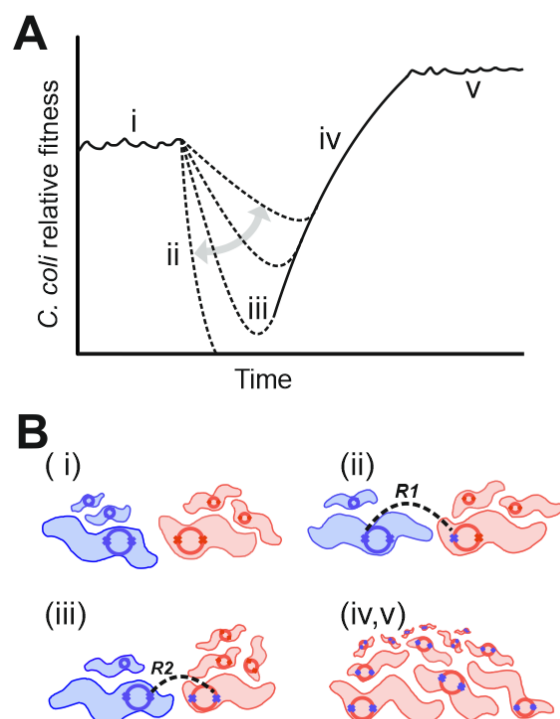 A
C. coli relative fitness
i
ii
iii
iv
v
Time
B
( i)
(ii)
R1
(iii)
R2
(iv,v)